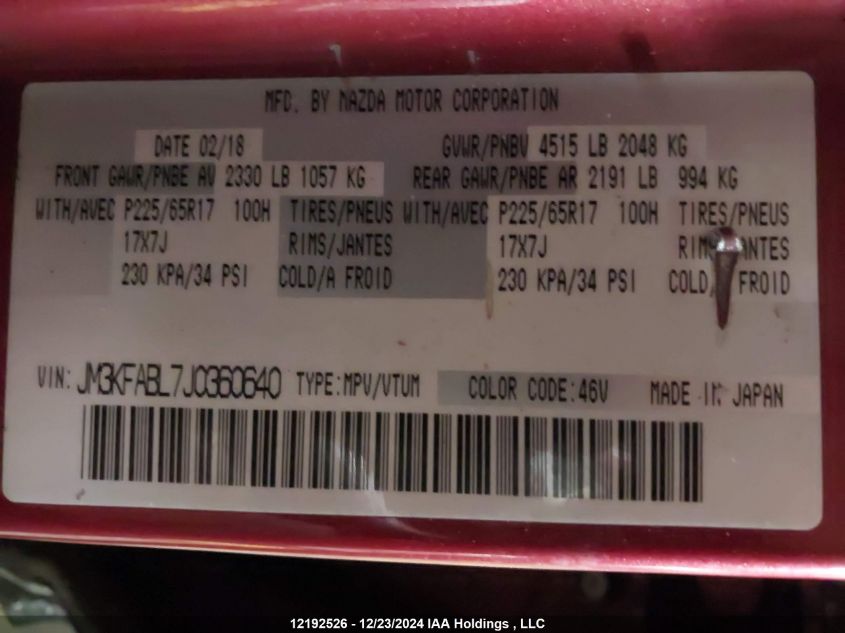 MFD. BY MAZDA MOTOR CORPORATION
DATE 02/18 GVWR/PNBV 4515 LB 2048 KG
FRONT GAWR/PNBE AV 2330 LB 1057 KG REAR GAWR/PNBE AR 2191 LB 994 KG
WITH/AVEC P225/65R17 100H TIRES/PNEUS WITH/AVEC P225/65R17 100H TIRES/PNEUS
17X7J RIMS/JANTES 17X7J RIMS/JANTES
230 KPA/34 PSI COLD/A FROID 230 KPA/34 PSI COLD/A FROID
VIN: JM3KFABL7J0360640 TYPE:MPV/VTUM COLOR CODE:46V MADE IN JAPAN
12192526 - 12/23/2024 IAA Holdings , LLC